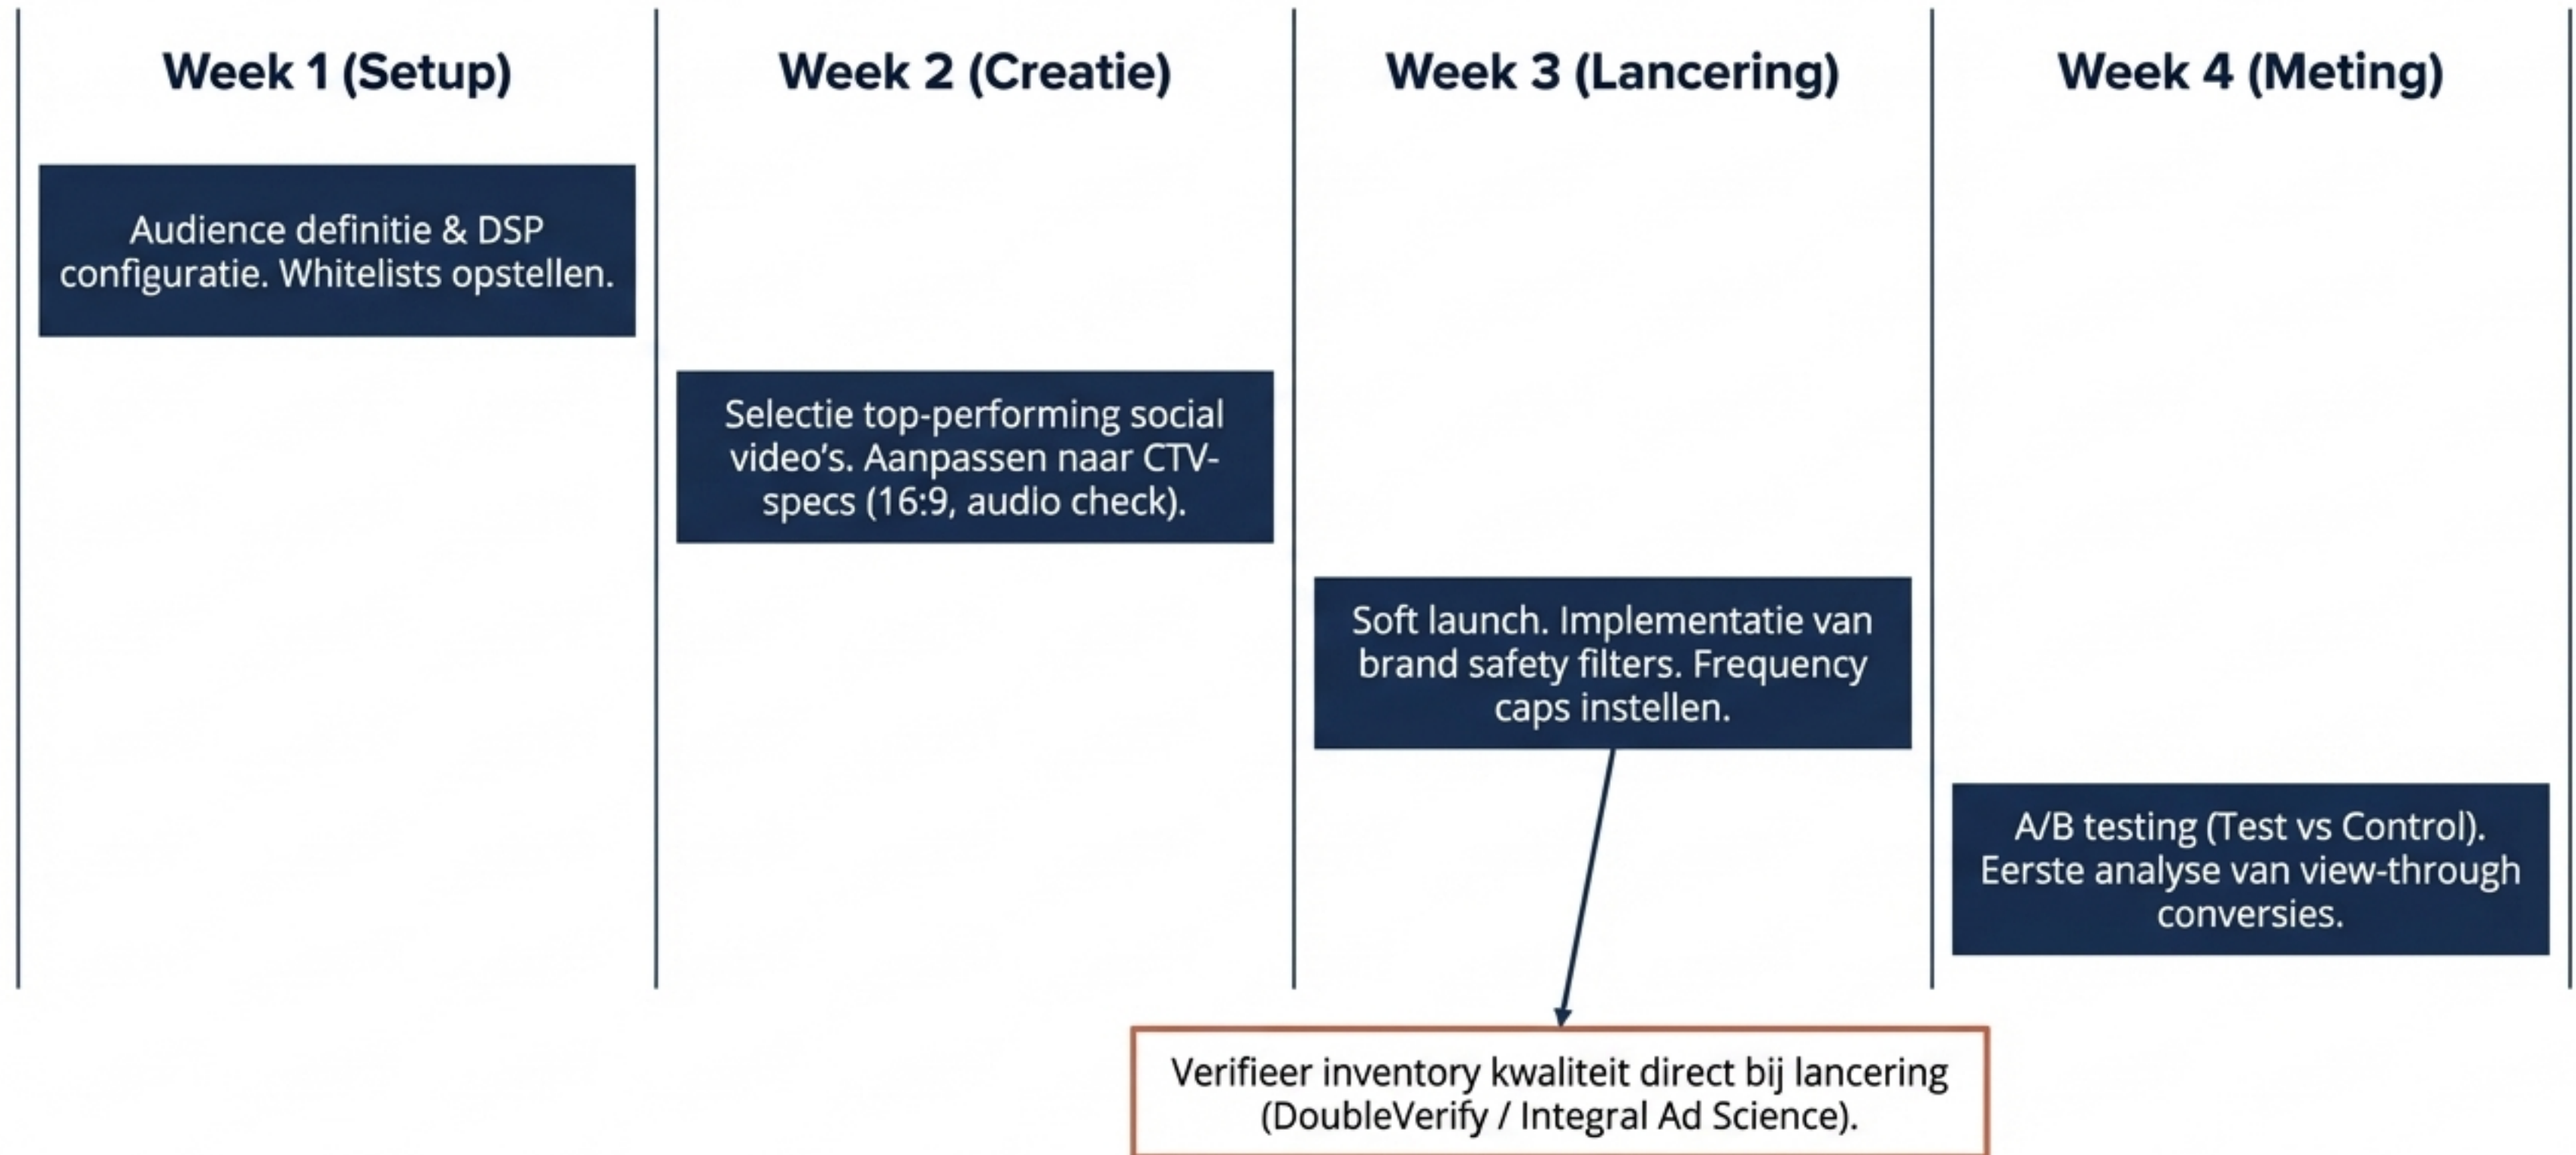 Week 1 (Setup)
Week 2 (Creatie)
Week 3 (Lancering)
Week 4 (Meting)
Audience definitie & DSP
configuratie. Whitelists opstellen.
Selectie top-performing social
video’s. Aanpassen naar CTV-
specs (16:9, audio check).
Soft launch. Implementatie van
brand safety filters. Frequency
caps instellen.
A/B testing (Test vs Control).
Eerste analyse van view-through
conversies.
Verifieer inventory kwaliteit direct bij lancering
(DoubleVerify / Integral Ad Science).